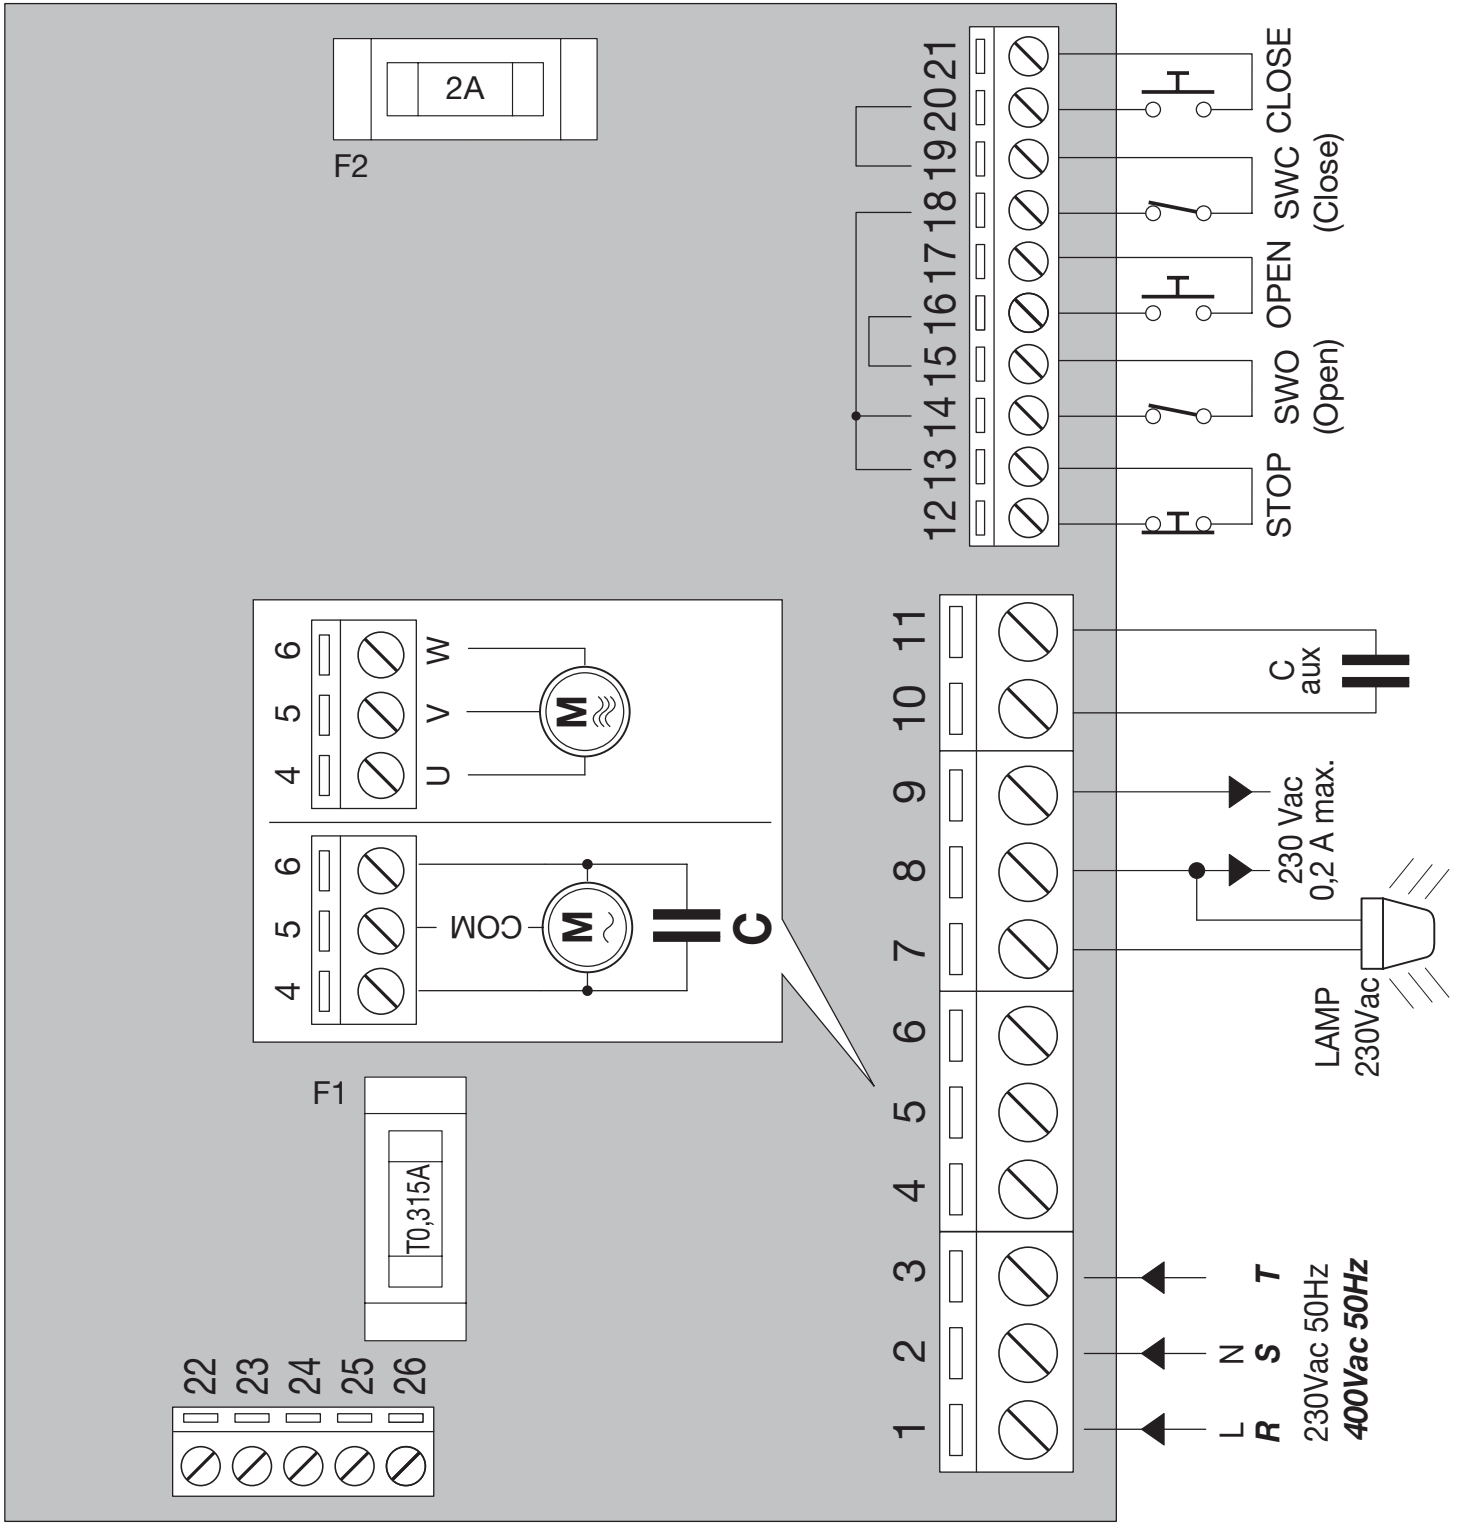 2A
F2
21
20
19
18
17
16
15
14
13
12
CLOSE
SWC
(Close)
OPEN
SWO
(Open)
STOP
6
5
4
W
V
U
M
6
5
4
COM
M
C
F1
T0,315A
11
10
9
8
7
6
5
4
3
2
1
C
aux
230 Vac
0,2 A max.
LAMP
230Vac
L N
R S T
230Vac 50Hz
400Vac 50Hz
22
23
24
25
26